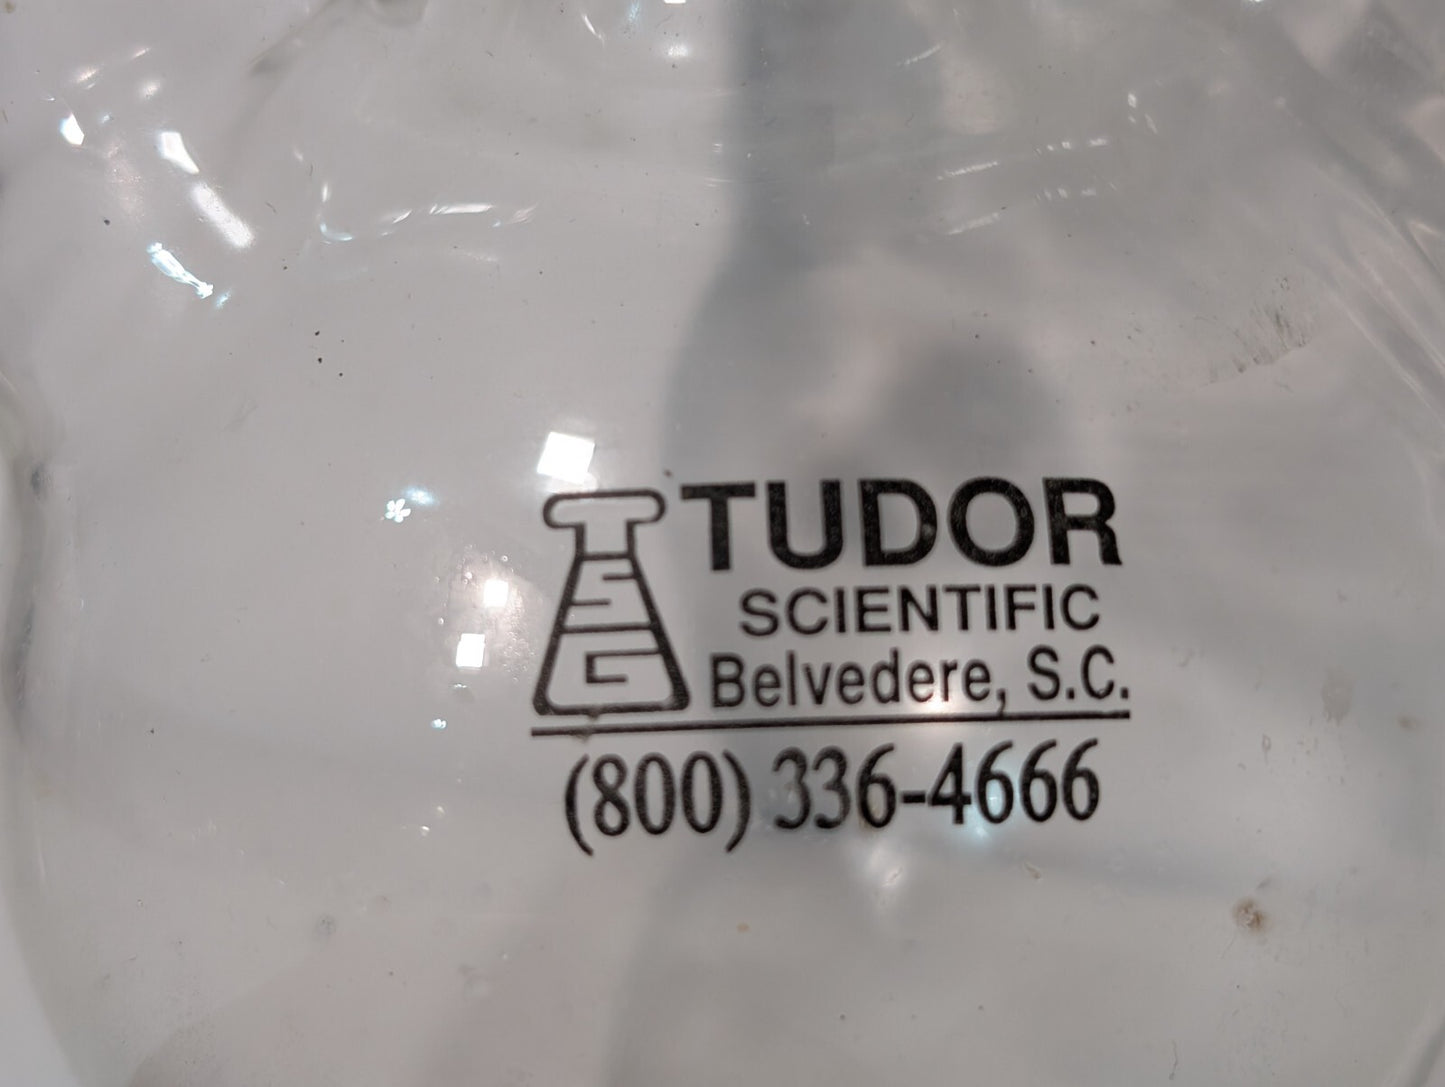 TUDOR
SCIENTIFIC
Belvedere, S.C.
(800) 336-4666